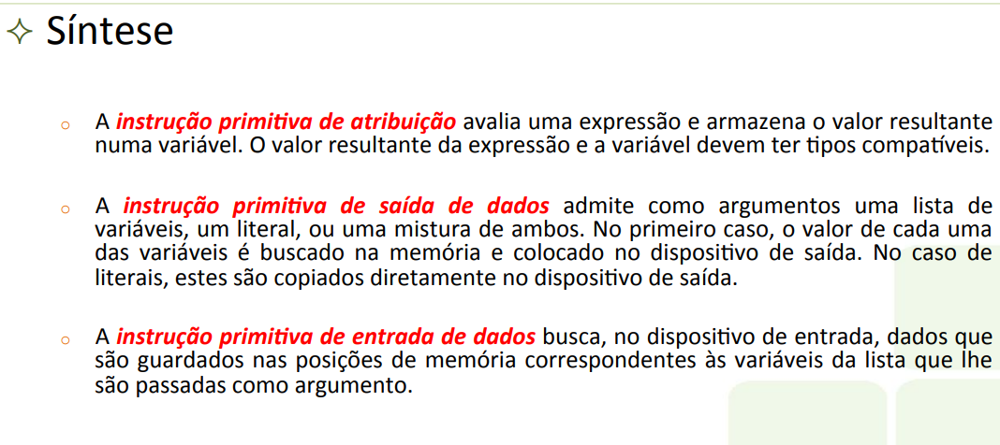 Síntese
A instrução primitiva de atribuição avalia uma expressão e armazena o valor resultante
numa variável. O valor resultante da expressão e a variável devem ter tipos compatíveis.
A instrução primitiva de saída de dados admite como argumentos uma lista de
variáveis, um literal, ou uma mistura de ambos. No primeiro caso, o valor de cada uma
das variáveis é buscado na memória e colocado no dispositivo de saída. No caso de
literais, estes são copiados diretamente no dispositivo de saída.
A instrução primitiva de entrada de dados busca, no dispositivo de entrada, dados que
são guardados nas posições de memória correspondentes às variáveis da lista que lhe
são passadas como argumento.